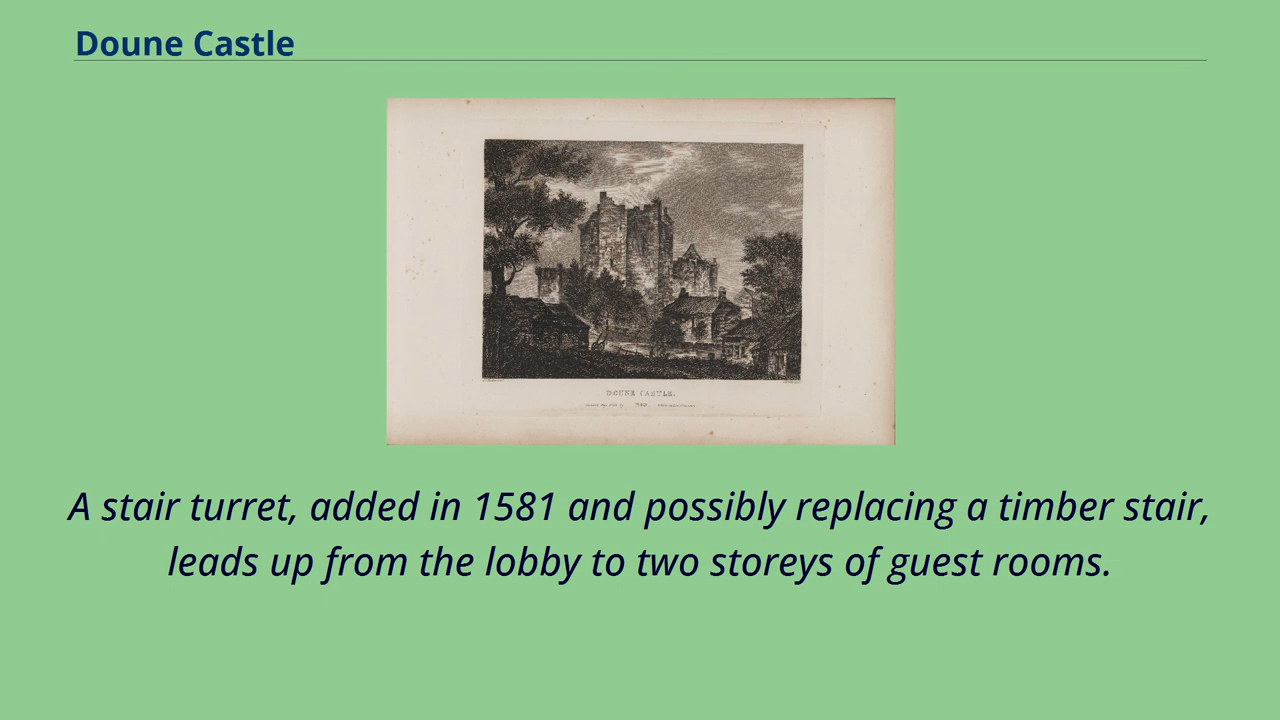 Doune Castle
DOUNE CASTLE.
A stair turret, added in 1581 and possibly replacing a timber stair,
leads up from the lobby to two storeys of guest rooms.